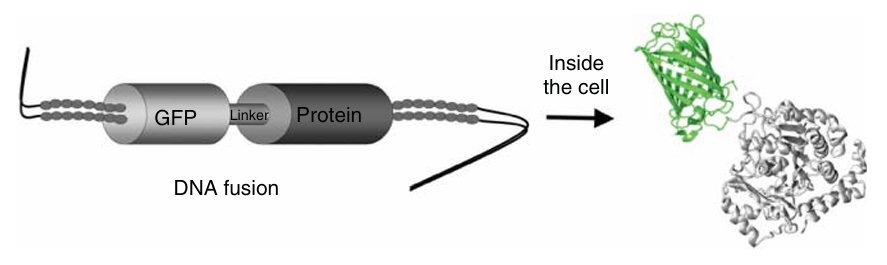 GFP
Linker
Protein
DNA fusion
Inside
the cell